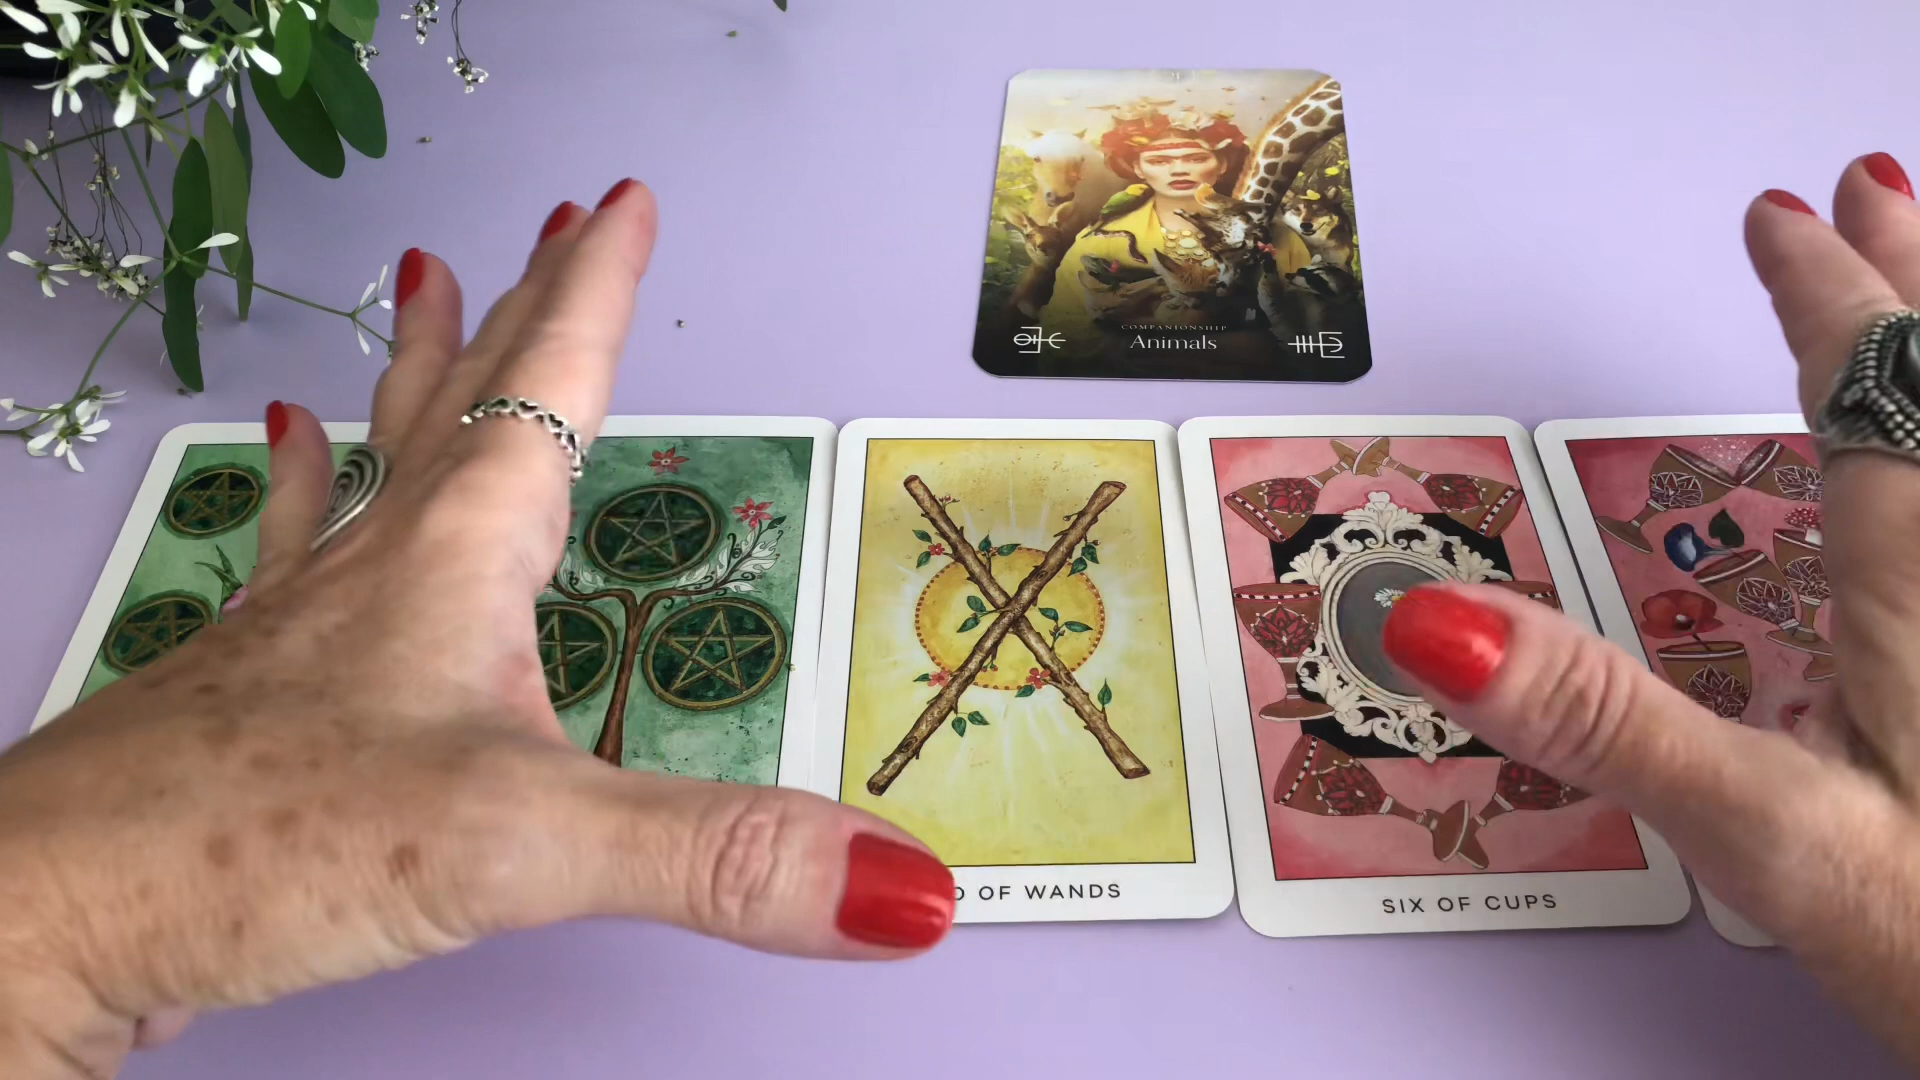 COMPANIONSHIP
Animals
O OF WANDS
SIX OF CUPS